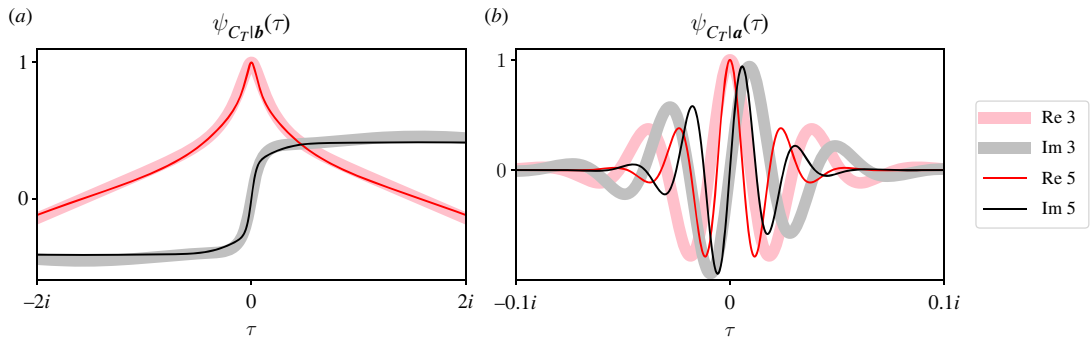 (a) ψ_{C_T|b}(τ)
1
0
–2i 0 2i
τ
(b) ψ_{C_T|a}(τ)
1
0
–0.1i 0 0.1i
τ
Re 3
Im 3
Re 5
Im 5